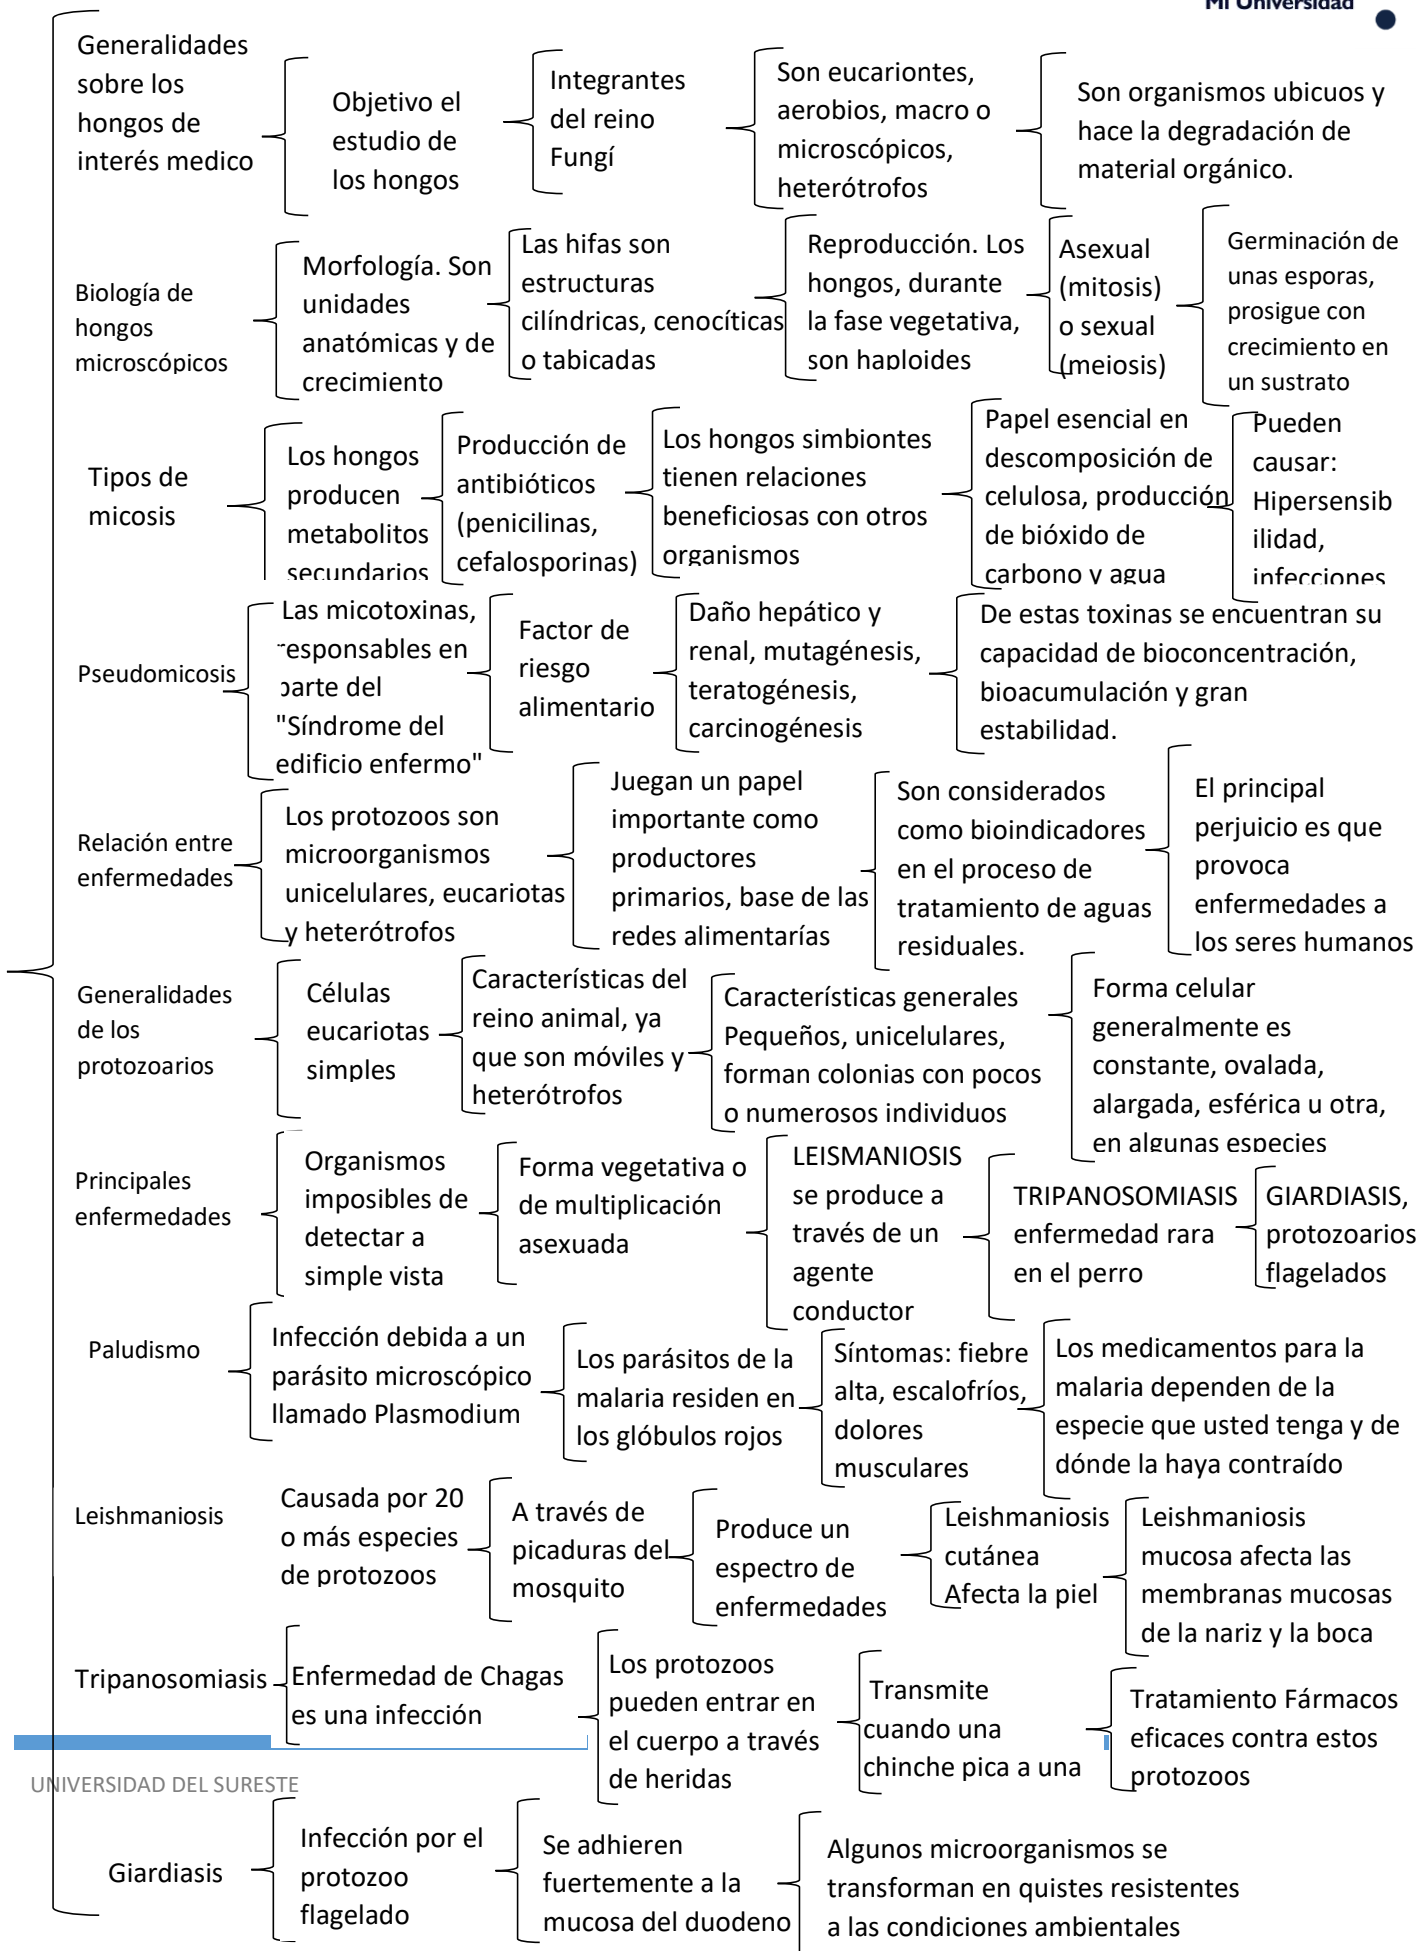 Mi Universidad
Generalidades
sobre los
hongos de
interés medico
Objetivo el
estudio de
los hongos
Integrantes
del reino
Fungí
Son eucariontes,
aerobios, macro o
microscópicos,
heterótrofos
Son organismos ubicuos y
hace la degradación de
material orgánico.
Biología de
hongos
microscópicos
Morfología. Son
unidades
anatómicas y de
crecimiento
Las hifas son
estructuras
cilíndricas, cenocíticas
o tabicadas
Reproducción. Los
hongos, durante
la fase vegetativa,
son haploides
Asexual
(mitosis)
o sexual
(meiosis)
Germinación de
unas esporas,
prosigue con
crecimiento en
un sustrato
Tipos de
micosis
Los hongos
producen
metabolitos
secundarios
Producción de
antibióticos
(penicilinas,
cefalosporinas)
Los hongos simbiontes
tienen relaciones
beneficiosas con otros
organismos
Papel esencial en
descomposición de
celulosa, producción
de bióxido de
carbono y agua
Pueden
causar:
Hipersensib
ilidad,
infecciones
Pseudomicosis
Las micotoxinas,
responsables en
parte del
"Síndrome del
edificio enfermo"
Factor de
riesgo
alimentario
Daño hepático y
renal, mutagénesis,
teratogénesis,
carcinogénesis
De estas toxinas se encuentran su
capacidad de bioconcentración,
bioacumulación y gran
estabilidad.
Relación entre
enfermedades
Los protozoos son
microorganismos
unicelulares, eucariotas
y heterótrofos
Juegan un papel
importante como
productores
primarios, base de las
redes alimentarías
Son considerados
como bioindicadores
en el proceso de
tratamiento de aguas
residuales.
El principal
perjuicio es que
provoca
enfermedades a
los seres humanos
Generalidades
de los
protozoarios
Células
eucariotas
simples
Características del
reino animal, ya
que son móviles y
heterótrofos
Características generales
Pequeños, unicelulares,
forman colonias con pocos
o numerosos individuos
Forma celular
generalmente es
constante, ovalada,
alargada, esférica u otra,
en algunas especies
Principales
enfermedades
Organismos
imposibles de
detectar a
simple vista
Forma vegetativa o
de multiplicación
asexuada
LEISMANIOSIS
se produce a
través de un
agente
conductor
TRIPANOSOMIASIS
enfermedad rara
en el perro
GIARDIASIS,
protozoarios
flagelados
Paludismo
Infección debida a un
parásito microscópico
llamado Plasmodium
Los parásitos de la
malaria residen en
los glóbulos rojos
Síntomas: fiebre
alta, escalofríos,
dolores
musculares
Los medicamentos para la
malaria dependen de la
especie que usted tenga y de
dónde la haya contraído
Leishmaniosis
Causada por 20
o más especies
de protozoos
A través de
picaduras del
mosquito
Produce un
espectro de
enfermedades
Leishmaniosis
cutánea
Afecta la piel
Leishmaniosis
mucosa afecta las
membranas mucosas
de la nariz y la boca
Tripanosomiasis
Enfermedad de Chagas
es una infección
Los protozoos
pueden entrar en
el cuerpo a través
de heridas
Transmite
cuando una
chinche pica a una
Tratamiento Fármacos
eficaces contra estos
protozoos
UNIVERSIDAD DEL SURESTE
Giardiasis
Infección por el
protozoo
flagelado
Se adhieren
fuertemente a la
mucosa del duodeno
Algunos microorganismos se
transforman en quistes resistentes
a las condiciones ambientales